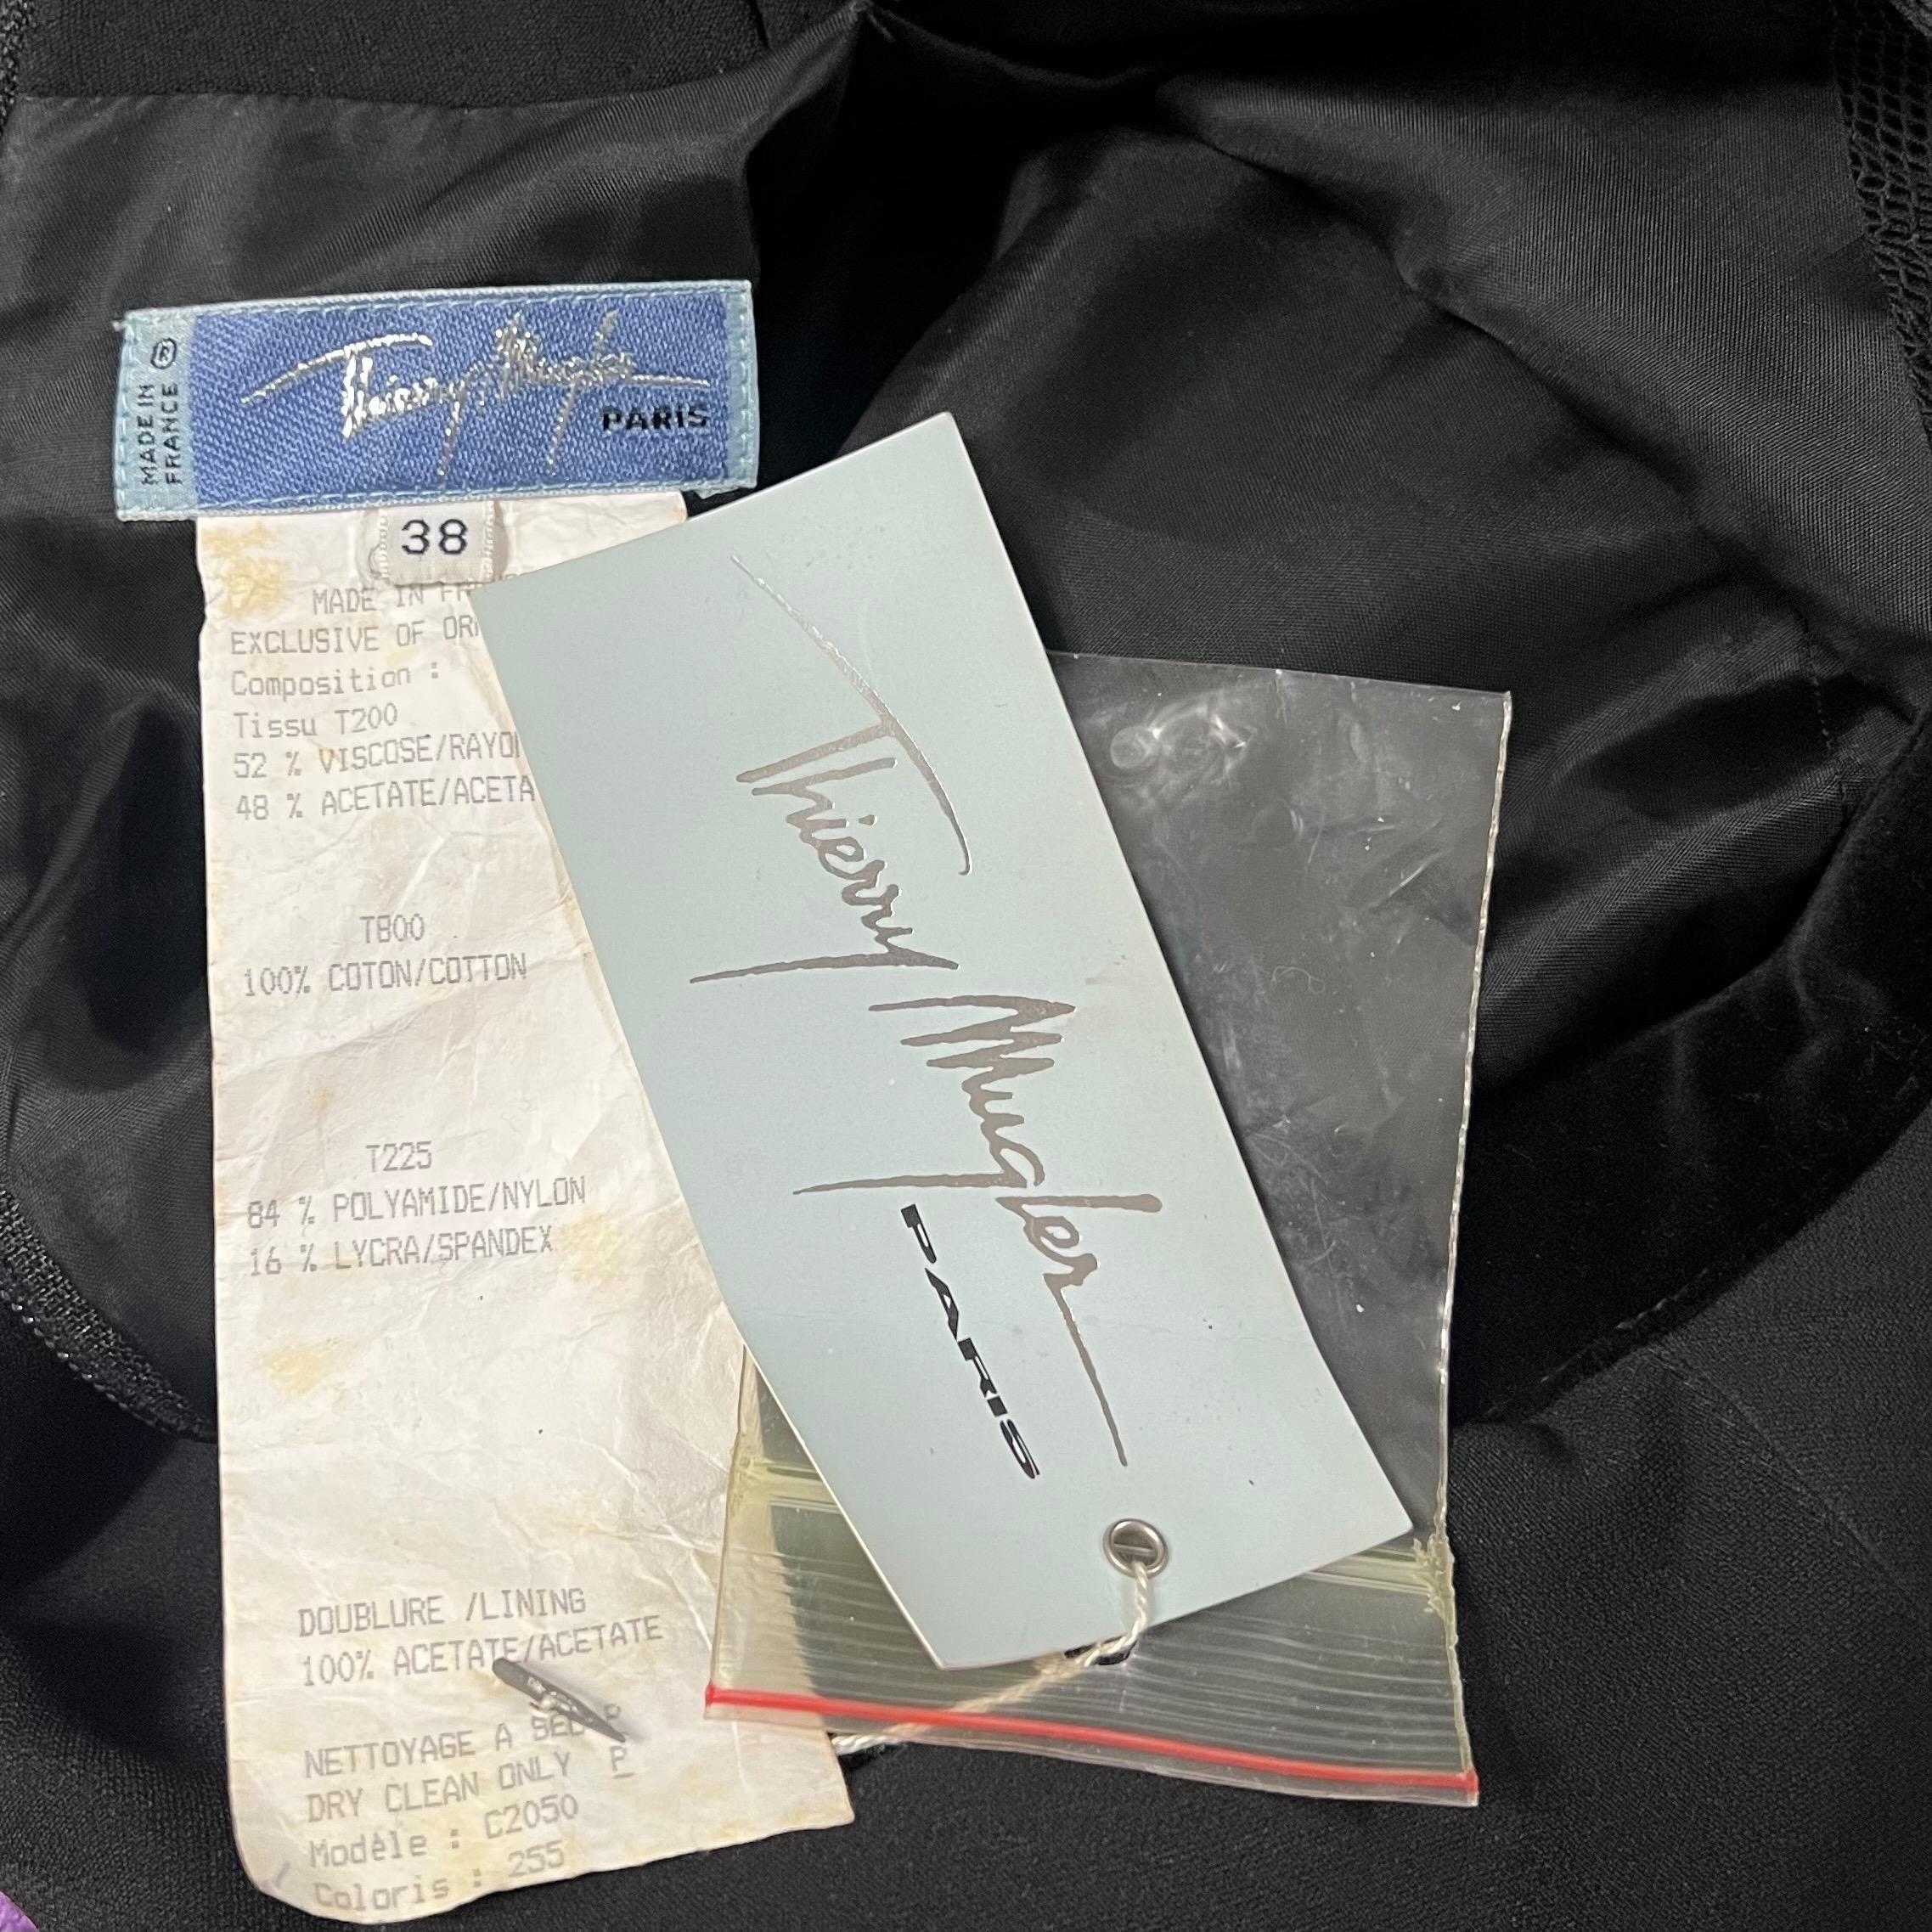 Thierry Mugler
PARIS
MADE IN
FRANCE ®
38
MADE IN FR
EXCLUSIVE OF OR
Composition :
Tissu T200
52 % VISCOSE/RAYO
48 % ACETATE/ACETA
T800
100% COTON/COTTON
T225
84 % POLYAMIDE/NYLON
16 % LYCRA/SPANDEX
DOUBLURE /LINING
100% ACETATE/ACETATE
NETTOYAGE A SEC P
DRY CLEAN ONLY P
Modèle : C2050
Coloris : 255
Thierry Mugler
PARIS